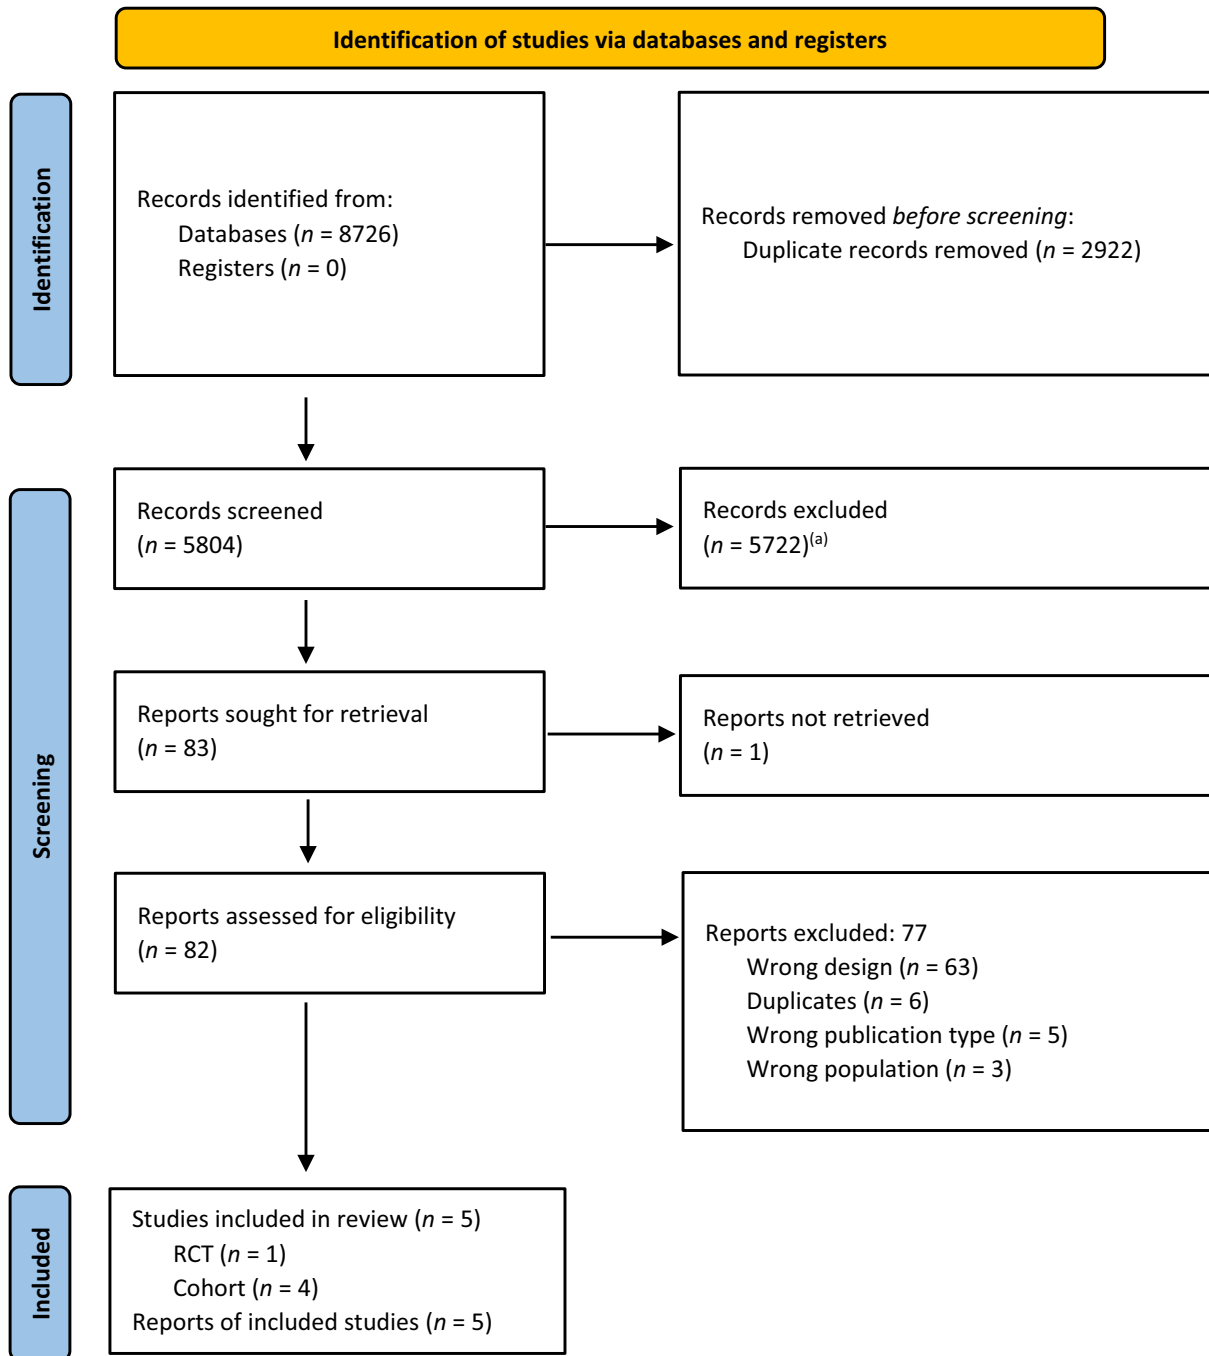 Identification of studies via databases and registers
Identification
Records identified from:
Databases (n = 8726)
Registers (n = 0)
Records removed before screening:
Duplicate records removed (n = 2922)
Screening
Records screened
(n = 5804)
Records excluded
(n = 5722)(a)
Reports sought for retrieval
(n = 83)
Reports not retrieved
(n = 1)
Reports assessed for eligibility
(n = 82)
Reports excluded: 77
Wrong design (n = 63)
Duplicates (n = 6)
Wrong publication type (n = 5)
Wrong population (n = 3)
Included
Studies included in review (n = 5)
RCT (n = 1)
Cohort (n = 4)
Reports of included studies (n = 5)